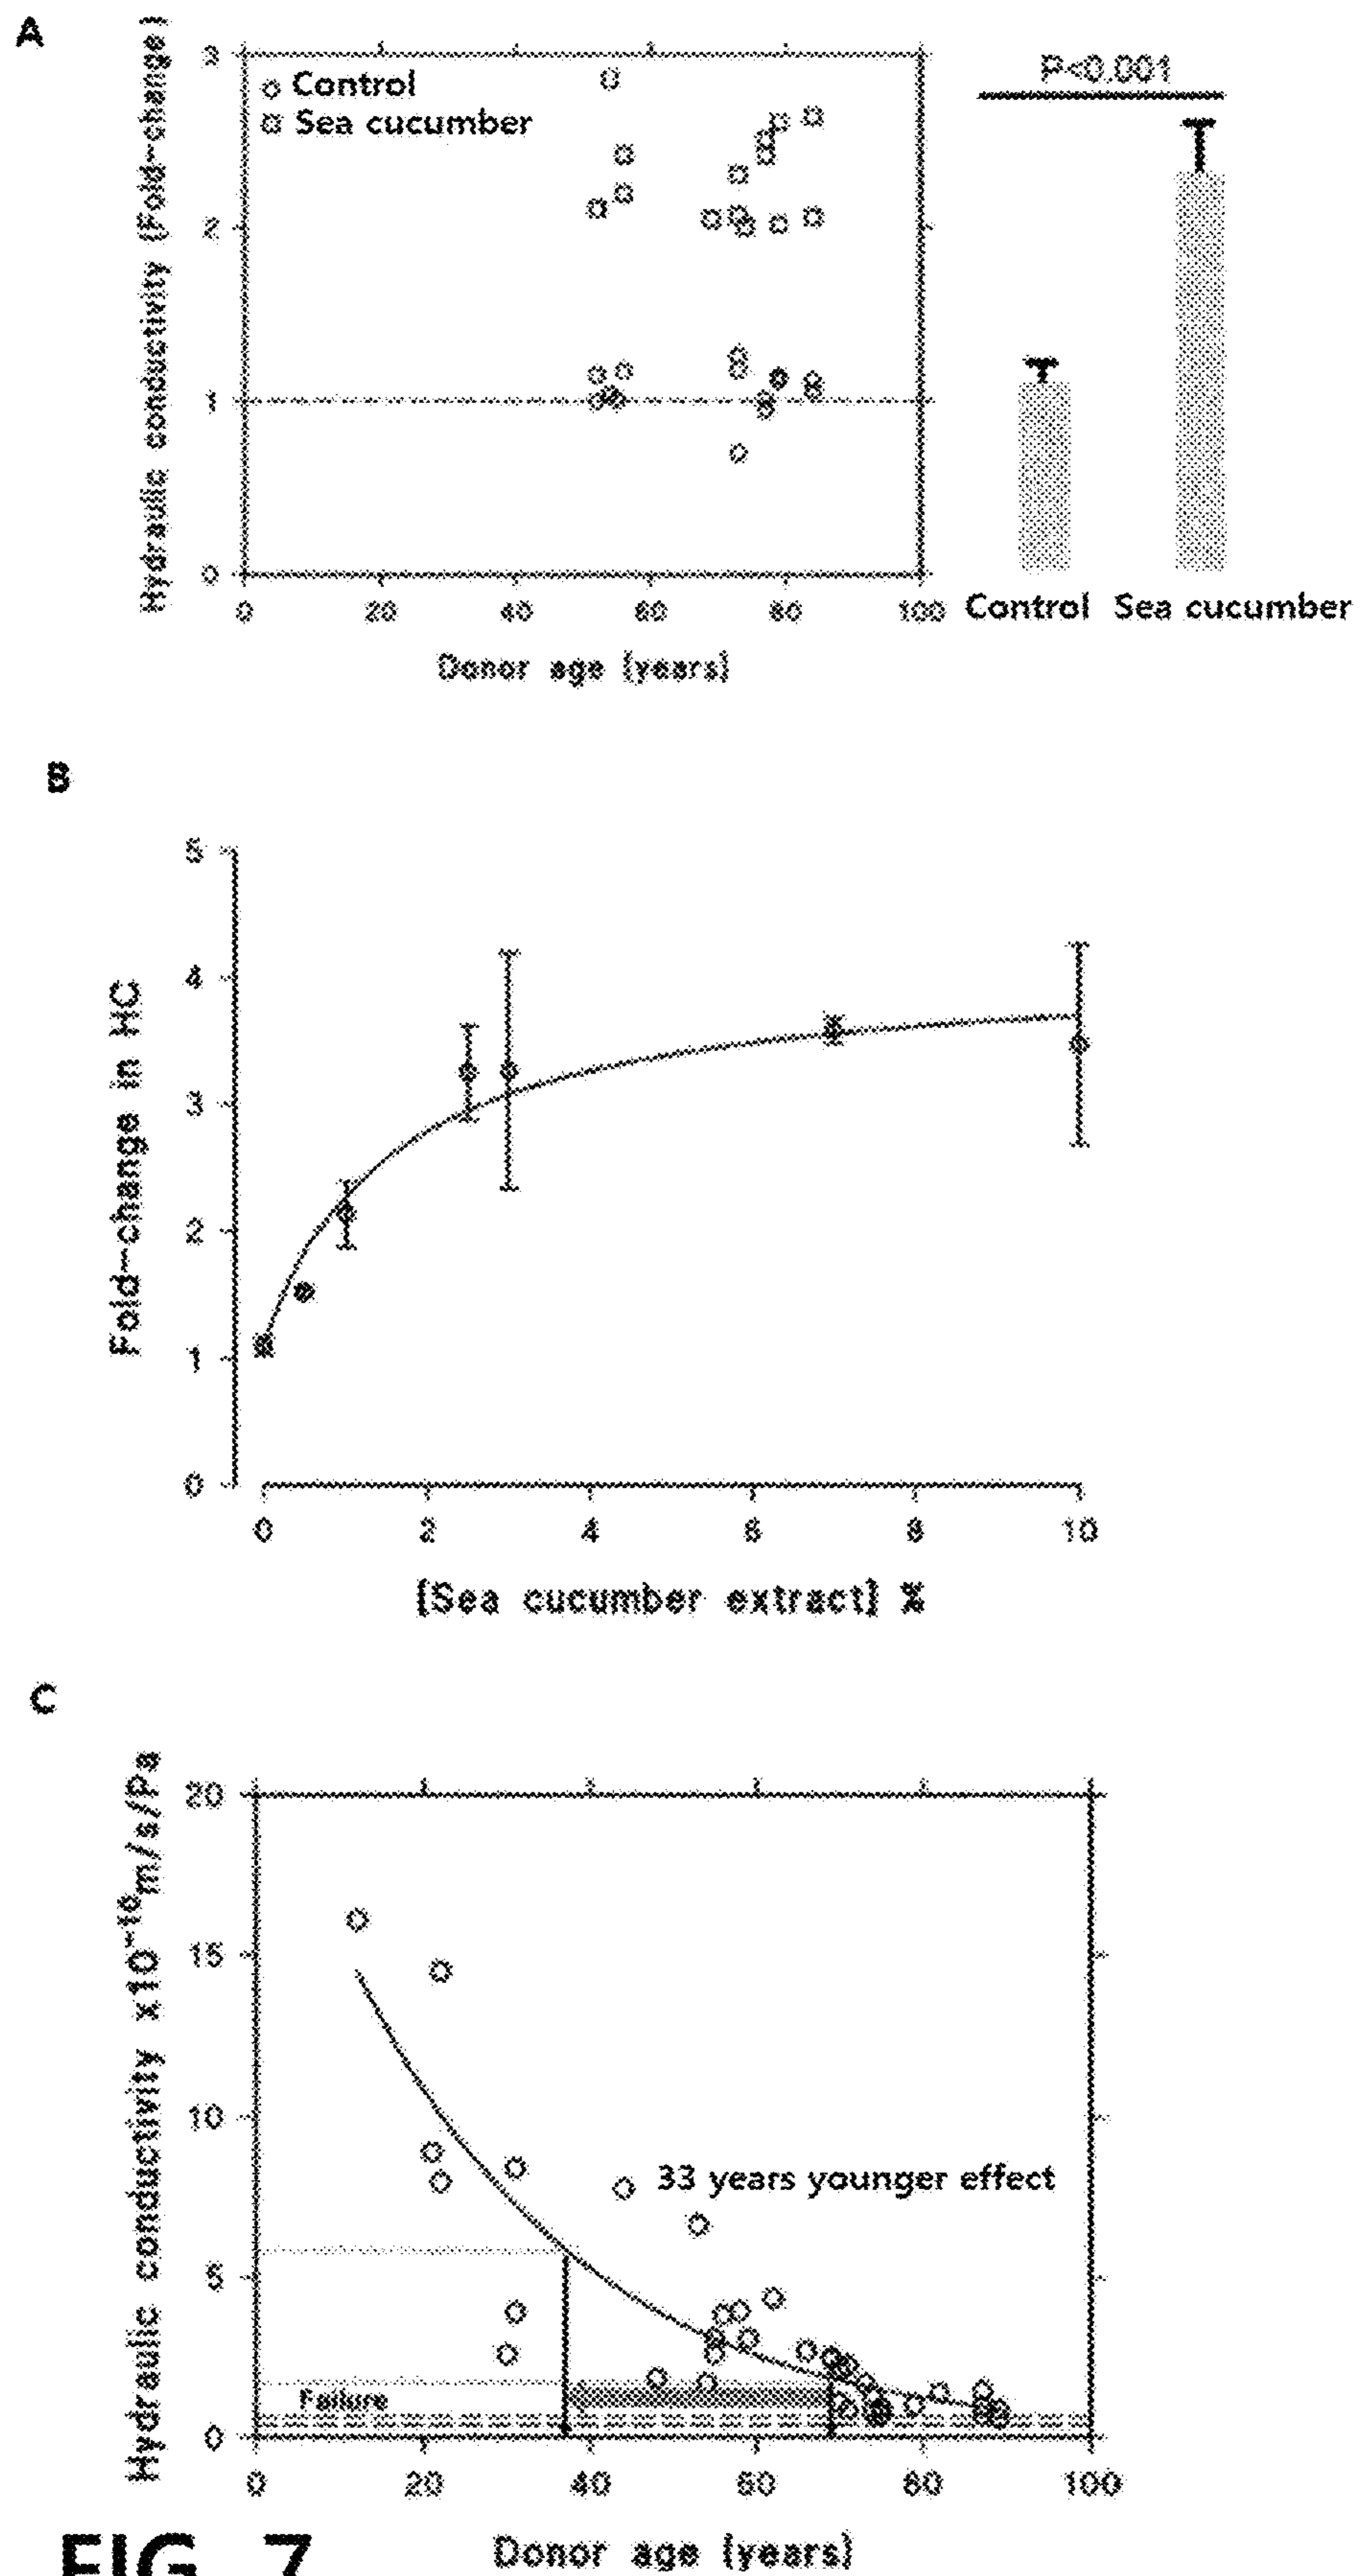 A
Hydraulic conductivity (Fold-change)
3
2
1
0
Control
Sea cucumber
P<0.001
0 20 40 60 80 100
Control Sea cucumber
Donor age (years)
B
Fold-change in HC
5
4
3
2
1
0
0 2 4 6 8 10
[Sea cucumber extract] %
C
Hydraulic conductivity x10⁻¹⁰m/s/Pa
20
15
10
5
0
33 years younger effect
Failure
0 20 40 60 80 100
Donor age (years)
FIG. 7